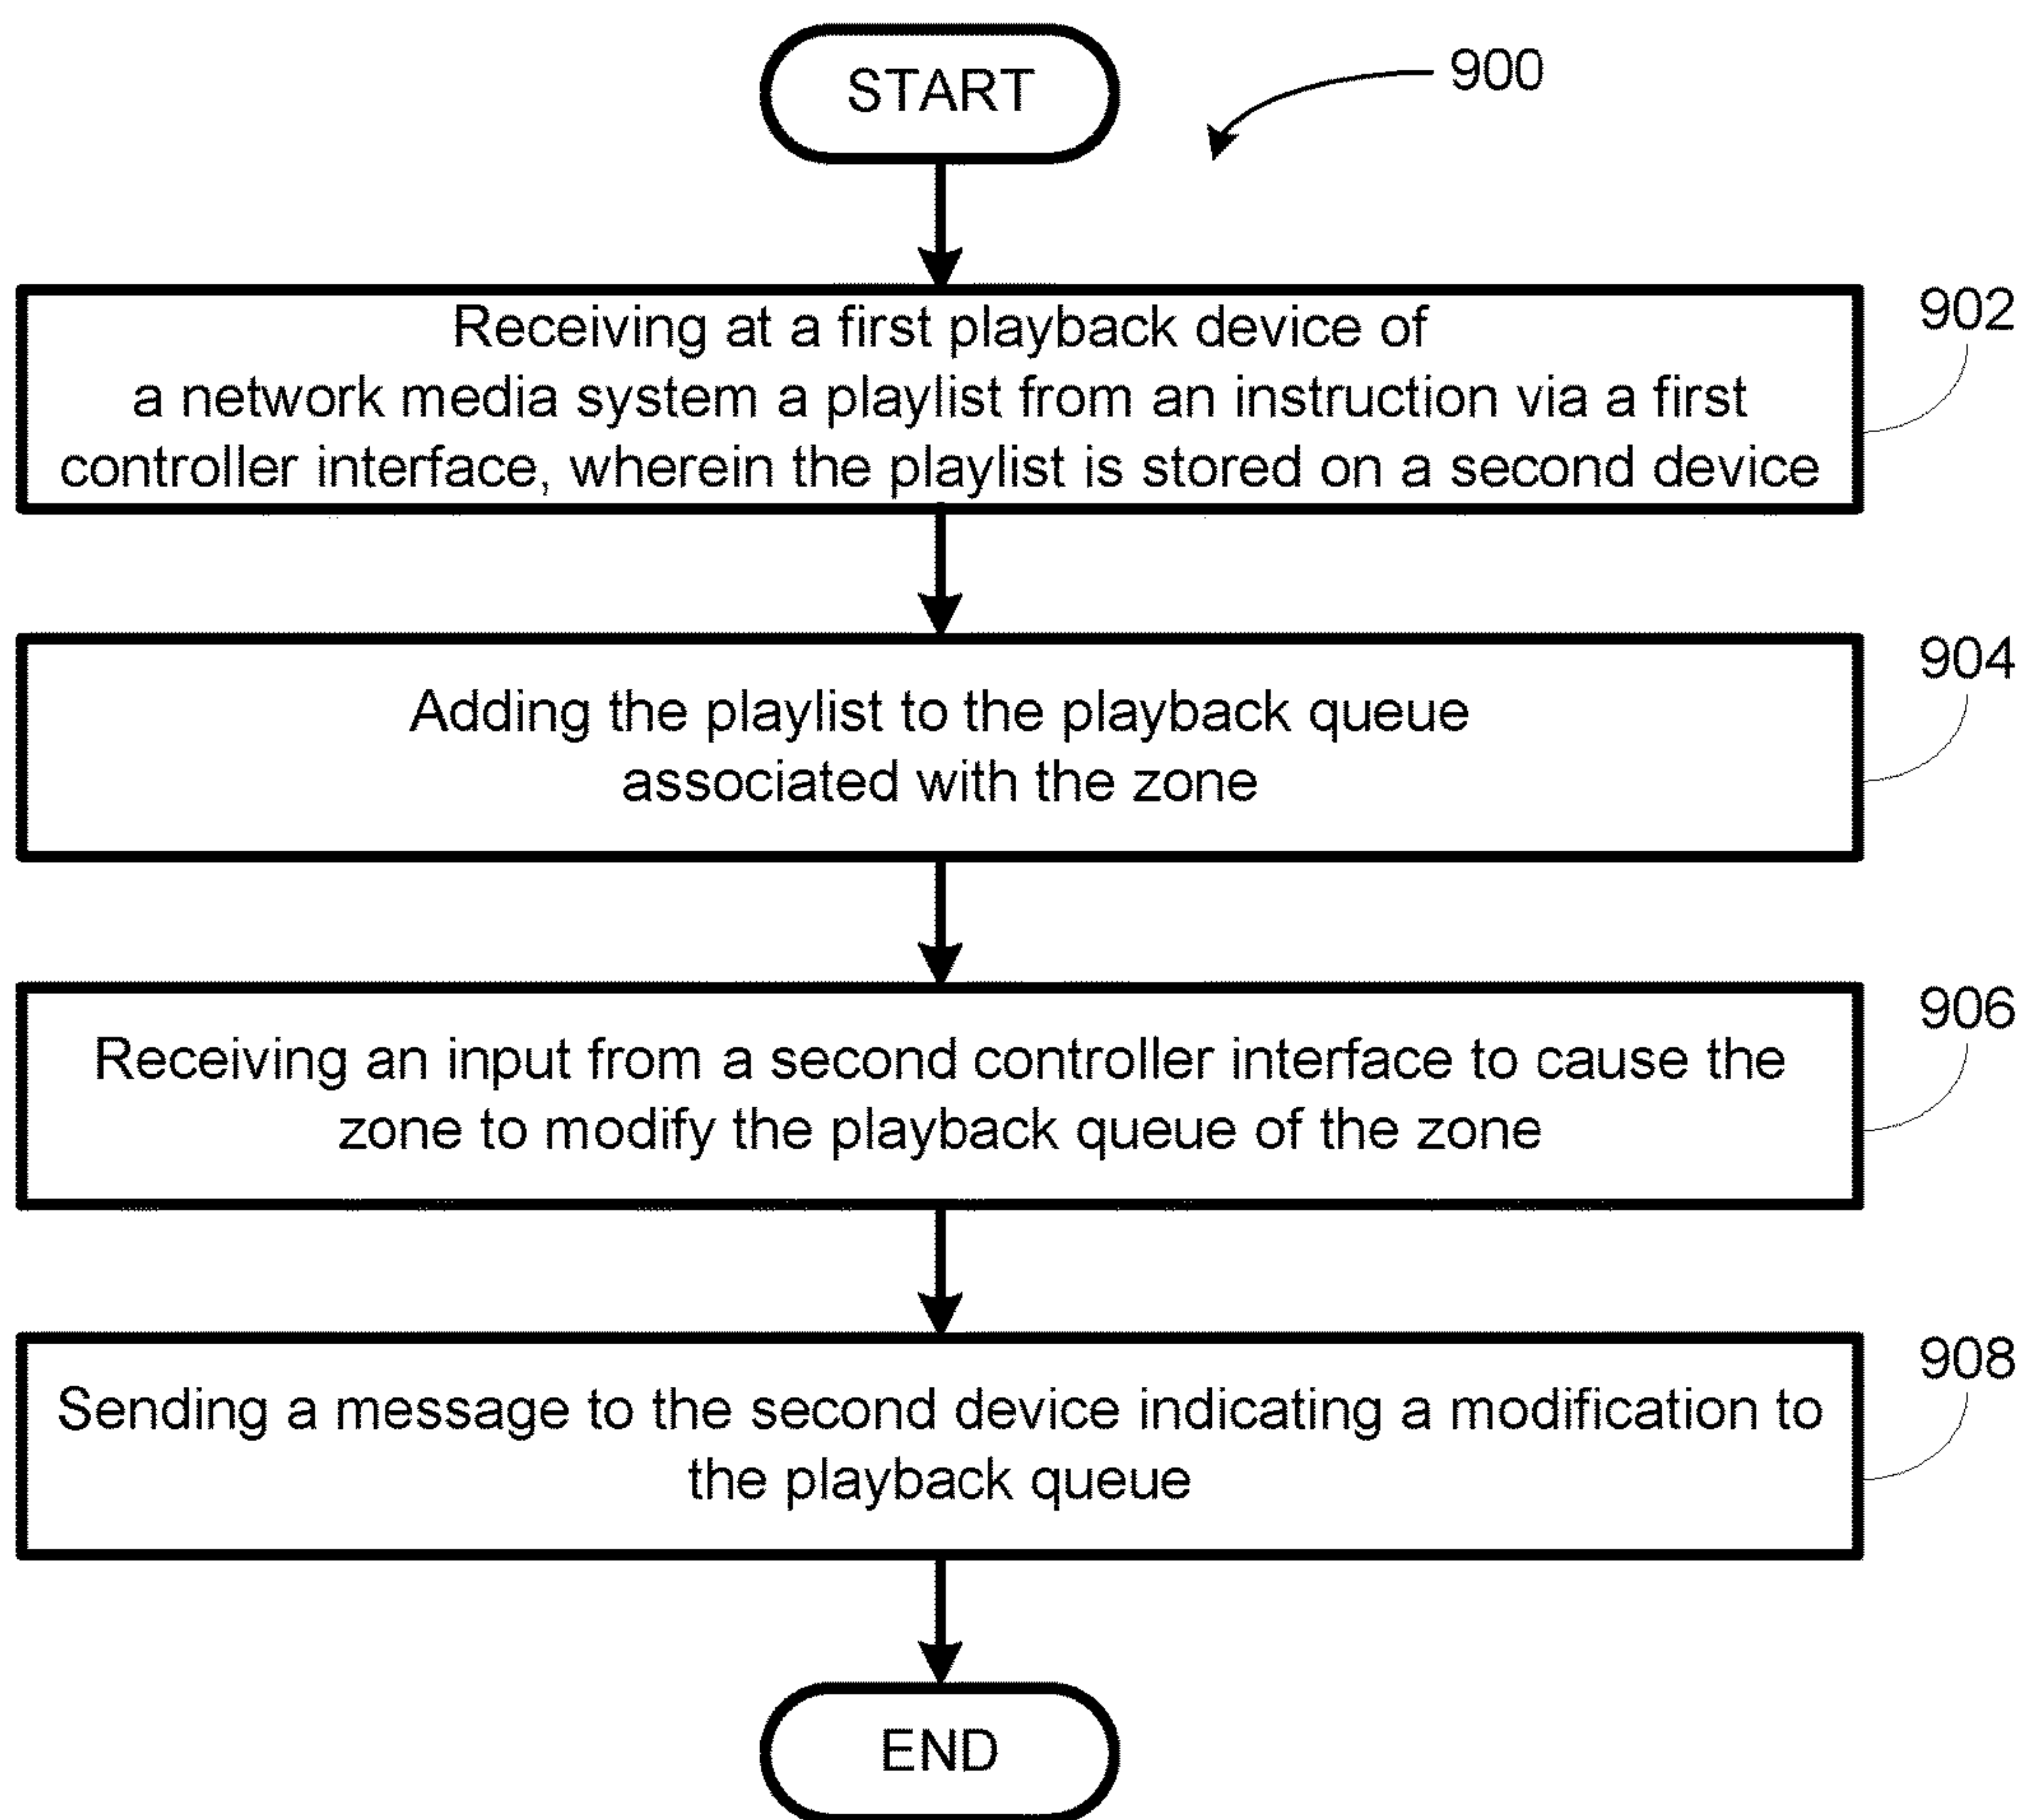 START
900
Receiving at a first playback device of
a network media system a playlist from an instruction via a first
controller interface, wherein the playlist is stored on a second device
902
Adding the playlist to the playback queue
associated with the zone
904
Receiving an input from a second controller interface to cause the
zone to modify the playback queue of the zone
906
Sending a message to the second device indicating a modification to
the playback queue
908
END